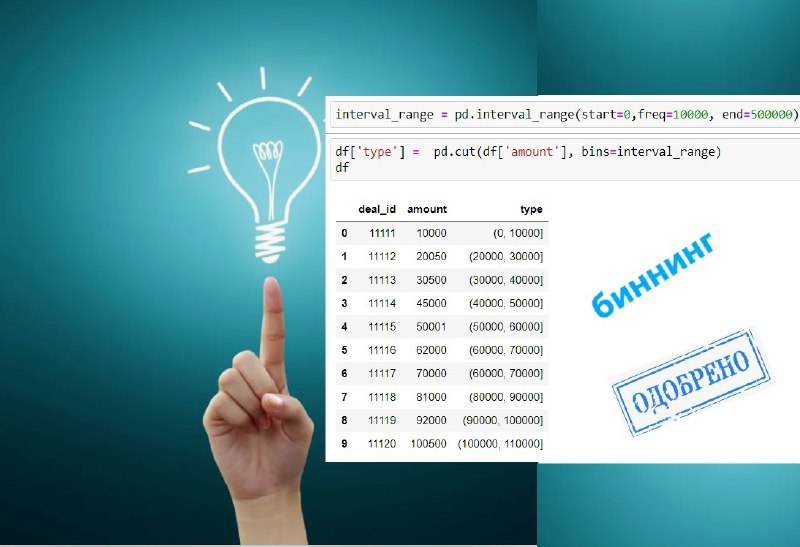 interval_range = pd.interval_range(start=0,freq=10000, end=500000)
df['type'] =  pd.cut(df['amount'], bins=interval_range)
df
deal_id amount type
0 11111 10000 (0, 10000]
1 11112 20050 (20000, 30000]
2 11113 30500 (30000, 40000]
3 11114 45000 (40000, 50000]
4 11115 50001 (50000, 60000]
5 11116 62000 (60000, 70000]
6 11117 70000 (60000, 70000]
7 11118 81000 (80000, 90000]
8 11119 92000 (90000, 100000]
9 11120 100500 (100000, 110000]
биннинг
ОДОБРЕНО